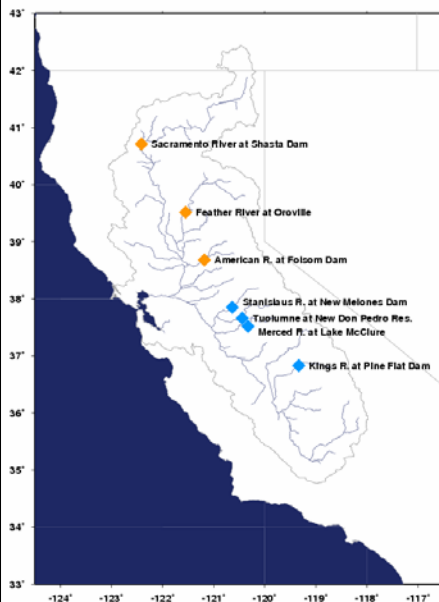 43°
42°
41°
Sacramento River at Shasta Dam
40°
Feather River at Oroville
39°
American R. at Folsom Dam
38°
Stanislaus R. at New Melones Dam
Tuolumne at New Don Pedro Res.
Merced R. at Lake McClure
37°
Kings R. at Pine Flat Dam
36°
35°
34°
33°
-124° -123° -122° -121° -120° -119° -118° -117°